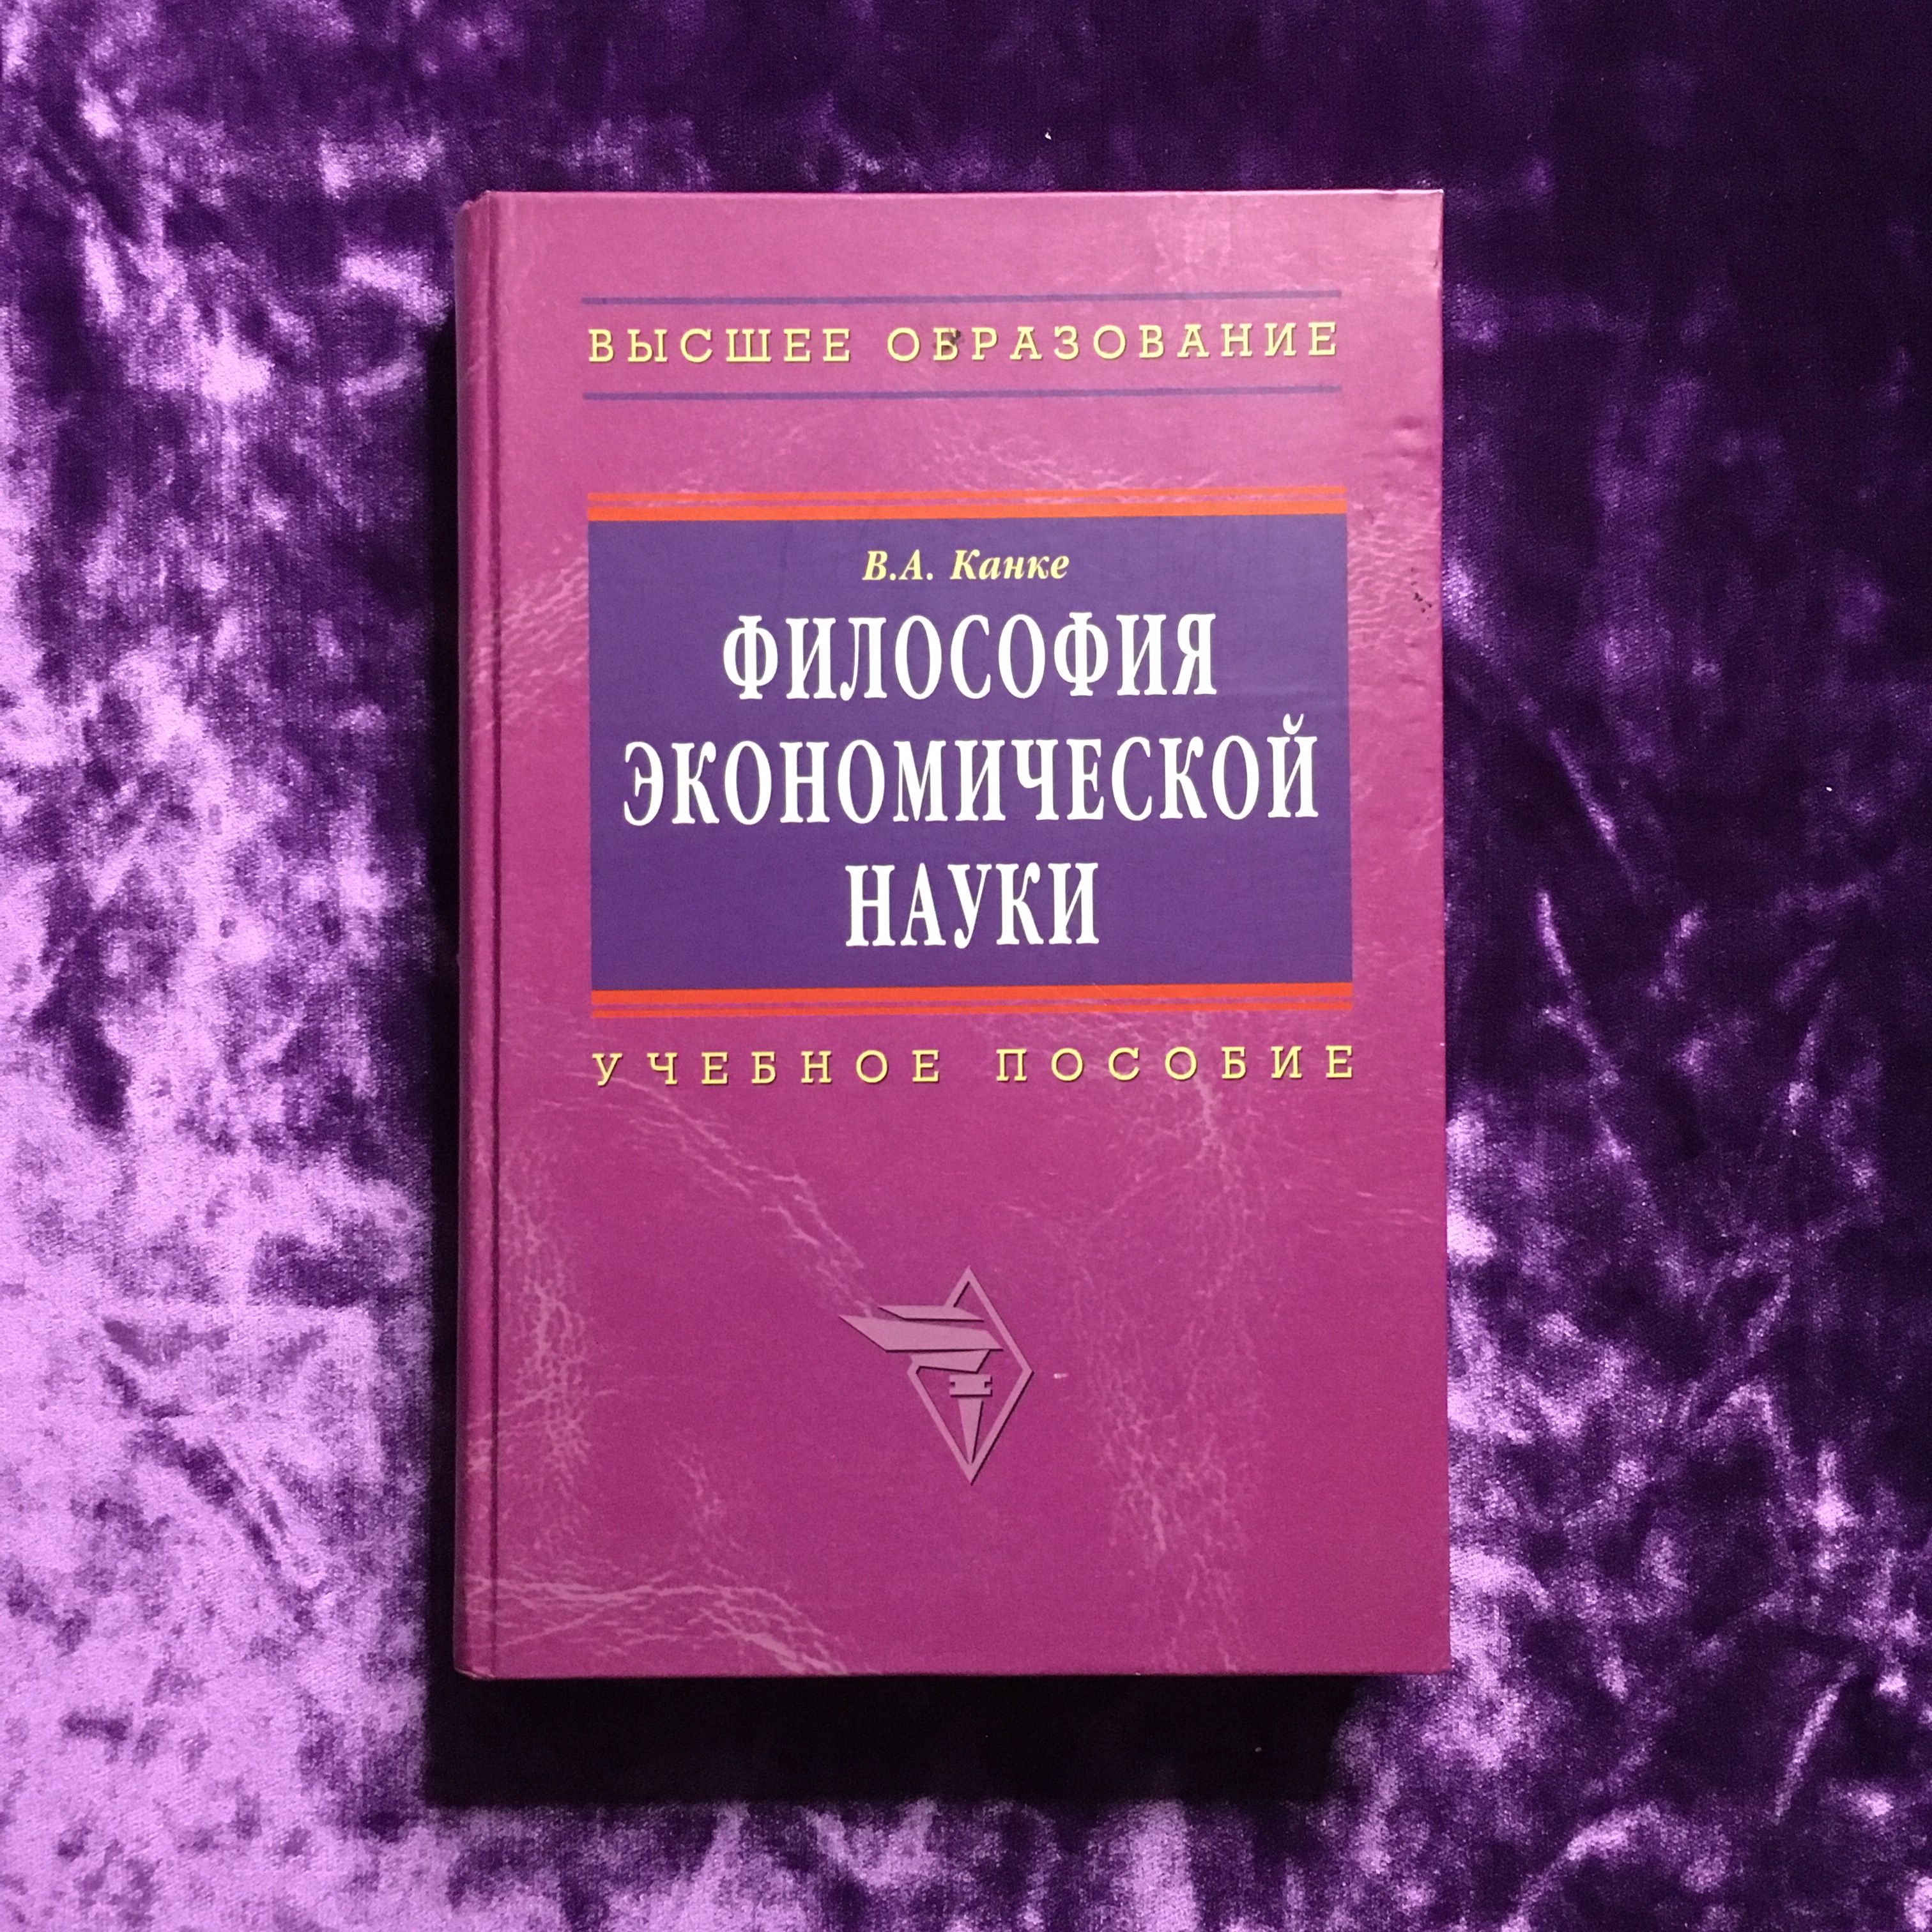 ВЫСШЕЕ ОБРАЗОВАНИЕ
В.А. Канке
ФИЛОСОФИЯ
ЭКОНОМИЧЕСКОЙ
НАУКИ
УЧЕБНОЕ ПОСОБИЕ